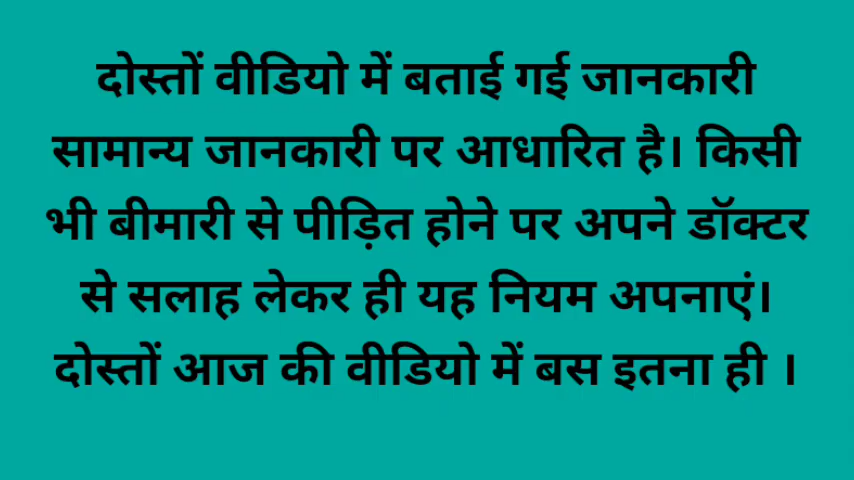 दोस्तों वीडियो में बताई गई जानकारी
सामान्य जानकारी पर आधारित है। किसी
भी बीमारी से पीड़ित होने पर अपने डॉक्टर
से सलाह लेकर ही यह नियम अपनाएं।
दोस्तों आज की वीडियो में बस इतना ही ।